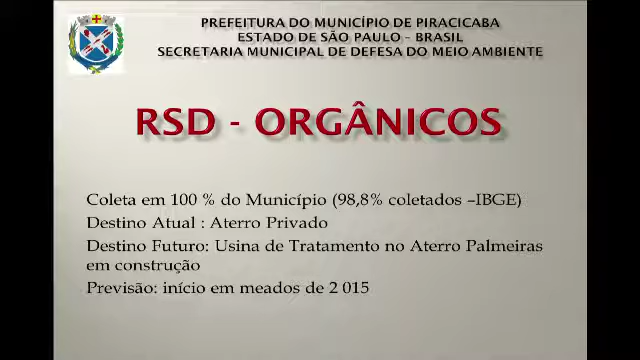 PREFEITURA DO MUNICÍPIO DE PIRACICABA
ESTADO DE SÃO PAULO – BRASIL
SECRETARIA MUNICIPAL DE DEFESA DO MEIO AMBIENTE
RSD - ORGÂNICOS
Coleta em 100 % do Município (98,8% coletados –IBGE)
Destino Atual : Aterro Privado
Destino Futuro: Usina de Tratamento no Aterro Palmeiras
em construção
Previsão: início em meados de 2 015